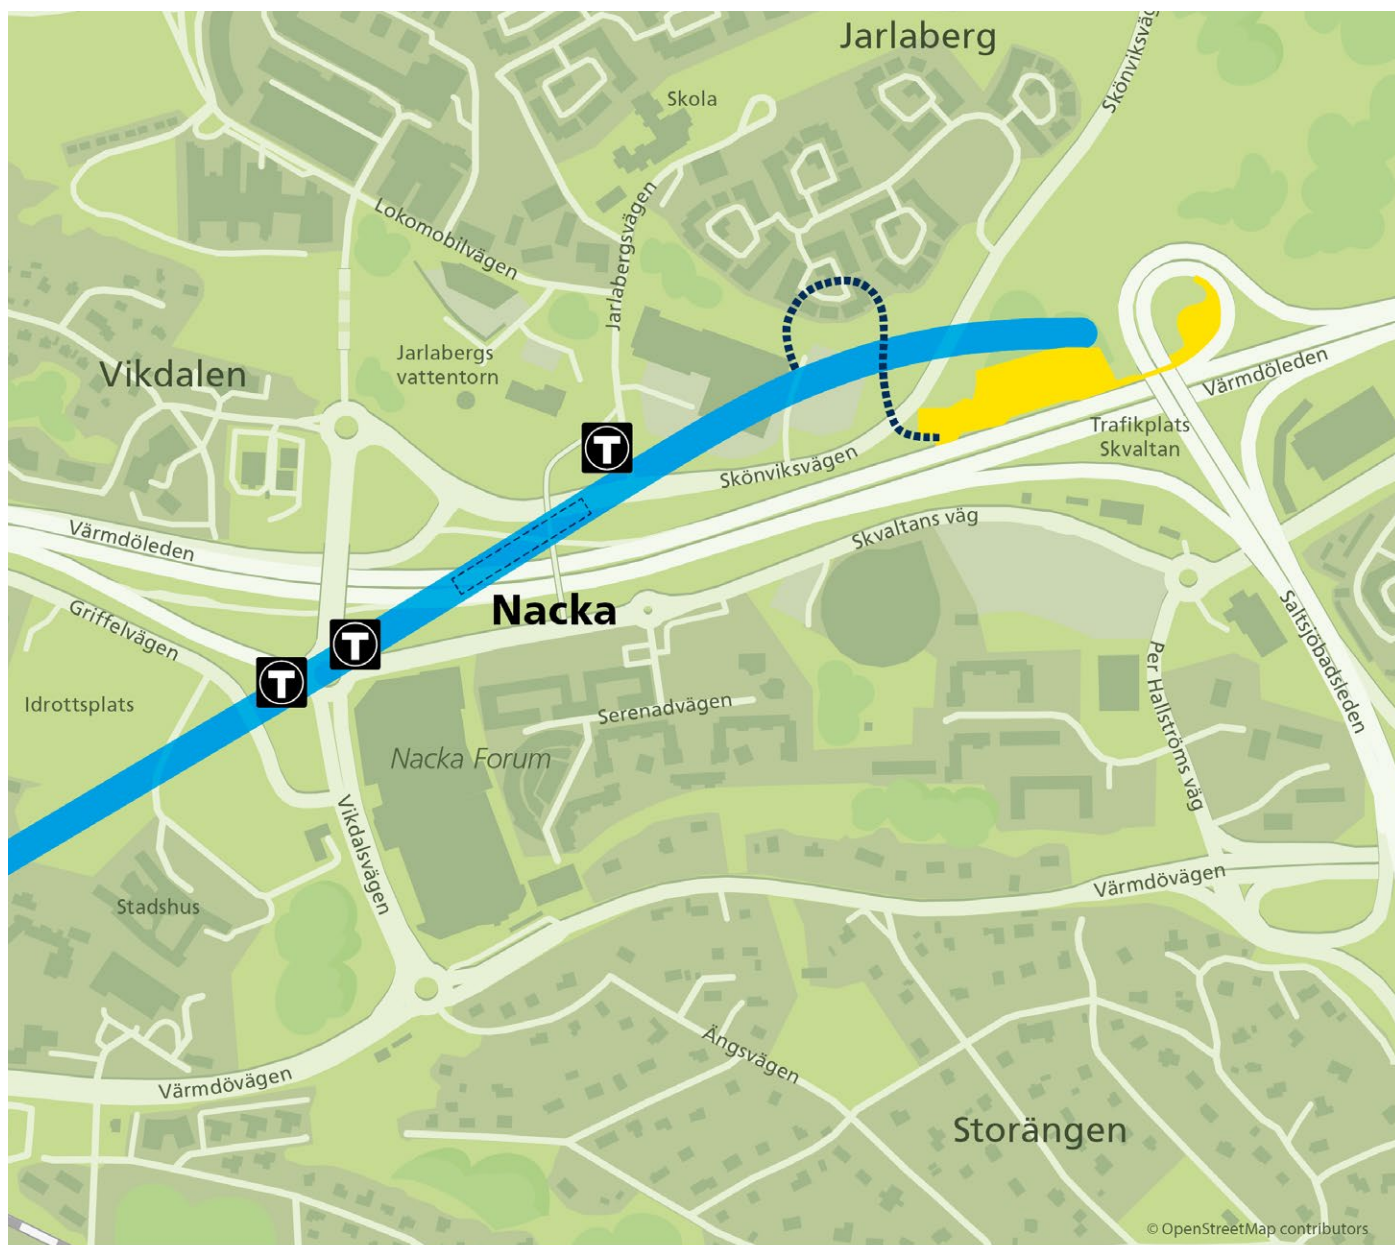 Jarlaberg
Skönviksväg
Skola
Lokomobilvägen
Jarlabergsvägen
Jarlabergs
vattentorn
Vikdalen
Värmdöleden
Trafikplats
Skvaltan
T
Skönviksvägen
Värmdöleden
Skvaltans väg
Griffelvägen
Nacka
T
T
Saltsjöbadsleden
Per Hallströms väg
Idrottsplats
Serenadvägen
Nacka Forum
Vikdalsvägen
Stadshus
Värmdövägen
Ängsvägen
Värmdövägen
Storängen
© OpenStreetMap contributors